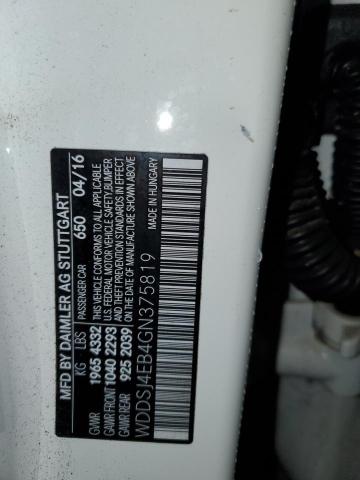 MFD BY DAIMLER AG STUTTGART
PASSENGER CAR 650 04/16
KG LBS
GVWR 1965 4332
GAWR FRONT 1040 2293
GAWR REAR 925 2039
THIS VEHICLE CONFORMS TO ALL APPLICABLE
U.S. FEDERAL MOTOR VEHICLE SAFETY, BUMPER
AND THEFT PREVENTION STANDARDS IN EFFECT
ON THE DATE OF MANUFACTURE SHOWN ABOVE
MADE IN HUNGARY
WDDSJ4EB4GN375819